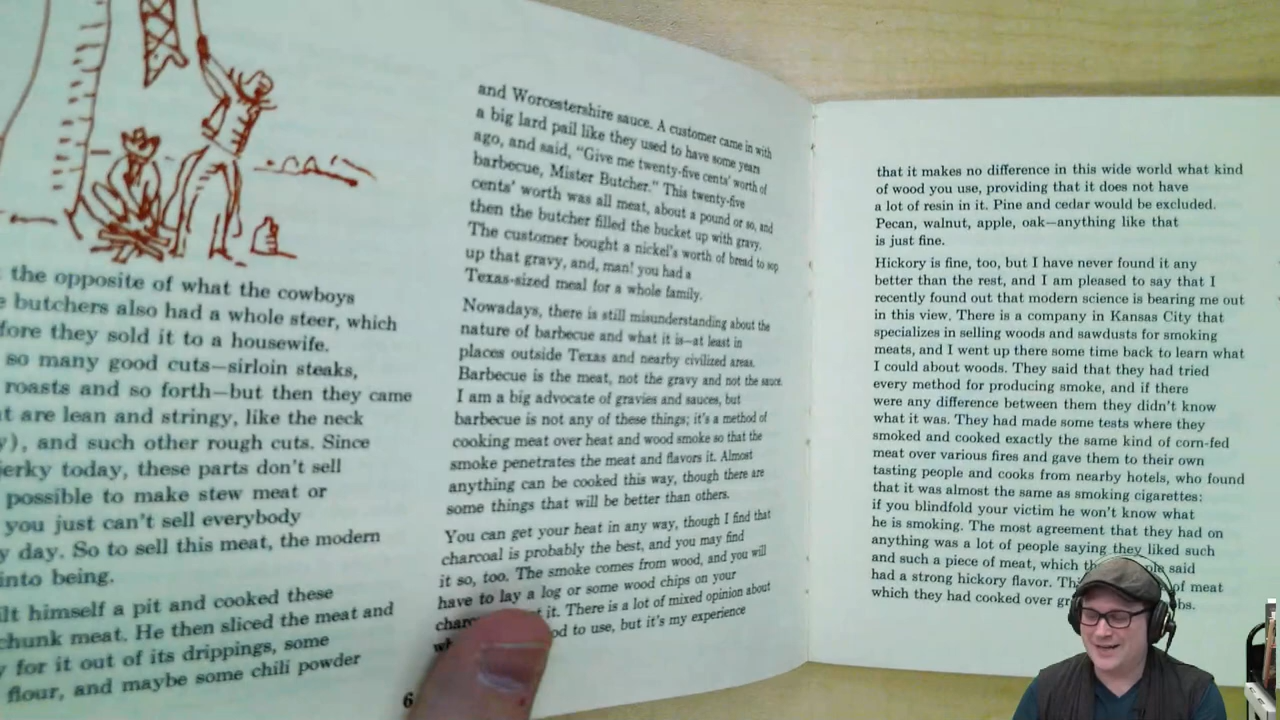 the opposite of what the cowboys
butchers also had a whole steer, which
fore they sold it to a housewife.
so many good cuts—sirloin steaks,
roasts and so forth—but then they came
t are lean and stringy, like the neck
y), and such other rough cuts. Since
jerky today, these parts don't sell
possible to make stew meat or
you just can't sell everybody
y day. So to sell this meat, the modern
into being.
ilt himself a pit and cooked these
chunk meat. He then sliced the meat and
for it out of its drippings, some
flour, and maybe some chili powder
6
and Worcestershire sauce. A customer came in with
a big lard pail like they used to have some years
ago, and said, "Give me twenty-five cents' worth of
barbecue, Mister Butcher." This twenty-five
cents' worth was all meat, about a pound or so, and
then the butcher filled the bucket up with gravy.
The customer bought a nickel's worth of bread to sop
up that gravy, and, man! you had a
Texas-sized meal for a whole family.
Nowadays, there is still misunderstanding about the
nature of barbecue and what it is—at least in
places outside Texas and nearby civilized areas.
Barbecue is the meat, not the gravy and not the sauce.
I am a big advocate of gravies and sauces, but
barbecue is not any of these things; it's a method of
cooking meat over heat and wood smoke so that the
smoke penetrates the meat and flavors it. Almost
anything can be cooked this way, though there are
some things that will be better than others.
You can get your heat in any way, though I find that
charcoal is probably the best, and you may find
it so, too. The smoke comes from wood, and you will
have to lay a log or some wood chips on your
it. There is a lot of mixed opinion about
to use, but it's my experience
that it makes no difference in this wide world what kind
of wood you use, providing that it does not have
a lot of resin in it. Pine and cedar would be excluded.
Pecan, walnut, apple, oak—anything like that
is just fine.
Hickory is fine, too, but I have never found it any
better than the rest, and I am pleased to say that I
recently found out that modern science is bearing me out
in this view. There is a company in Kansas City that
specializes in selling woods and sawdusts for smoking
meats, and I went up there some time back to learn what
I could about woods. They said that they had tried
every method for producing smoke, and if there
were any difference between them they didn't know
what it was. They had made some tests where they
smoked and cooked exactly the same kind of corn-fed
meat over various fires and gave them to their own
tasting people and cooks from nearby hotels, who found
that it was almost the same as smoking cigarettes:
if you blindfold your victim he won't know what
he is smoking. The most agreement that they had on
anything was a lot of people saying they liked such
and such a piece of meat, which said
had a strong hickory flavor. of meat
which they had cooked over